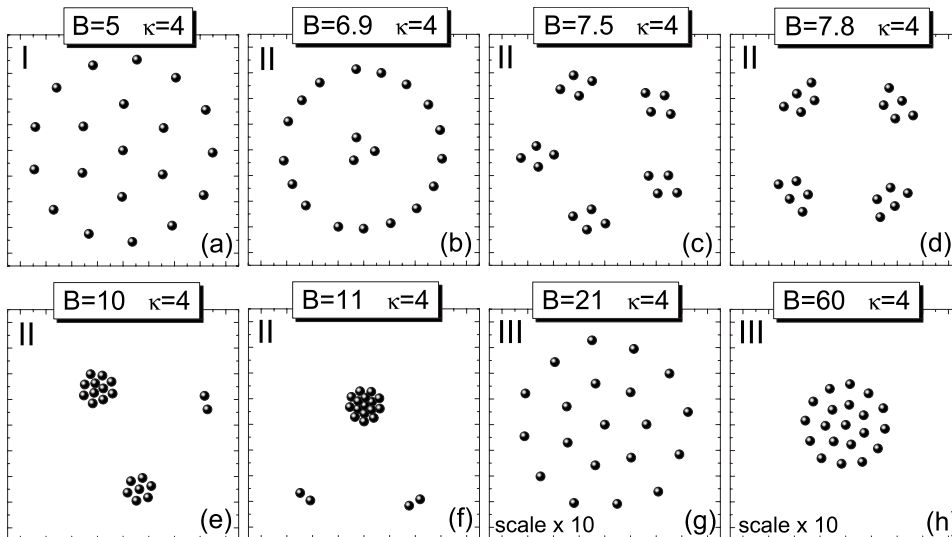 B=5 κ=4
I
(a)
B=6.9 κ=4
II
(b)
B=7.5 κ=4
II
(c)
B=7.8 κ=4
II
(d)
B=10 κ=4
II
(e)
B=11 κ=4
II
(f)
B=21 κ=4
III
scale x 10
(g)
B=60 κ=4
III
scale x 10
(h)